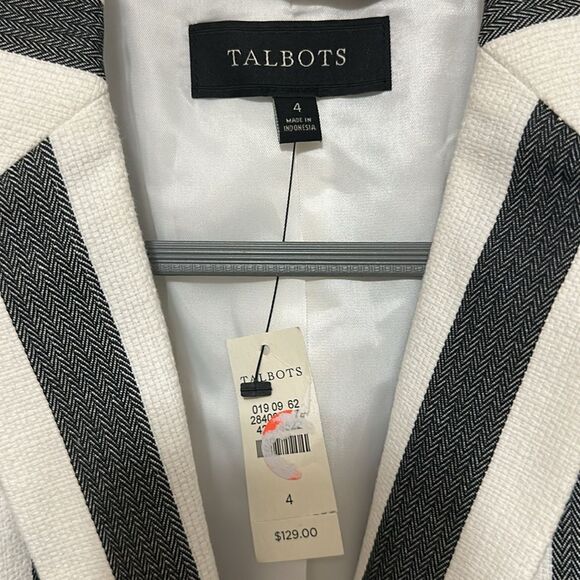 TALBOTS
4
MADE IN
INDONESIA
TALBOTS
019 09 62
4
$129.00